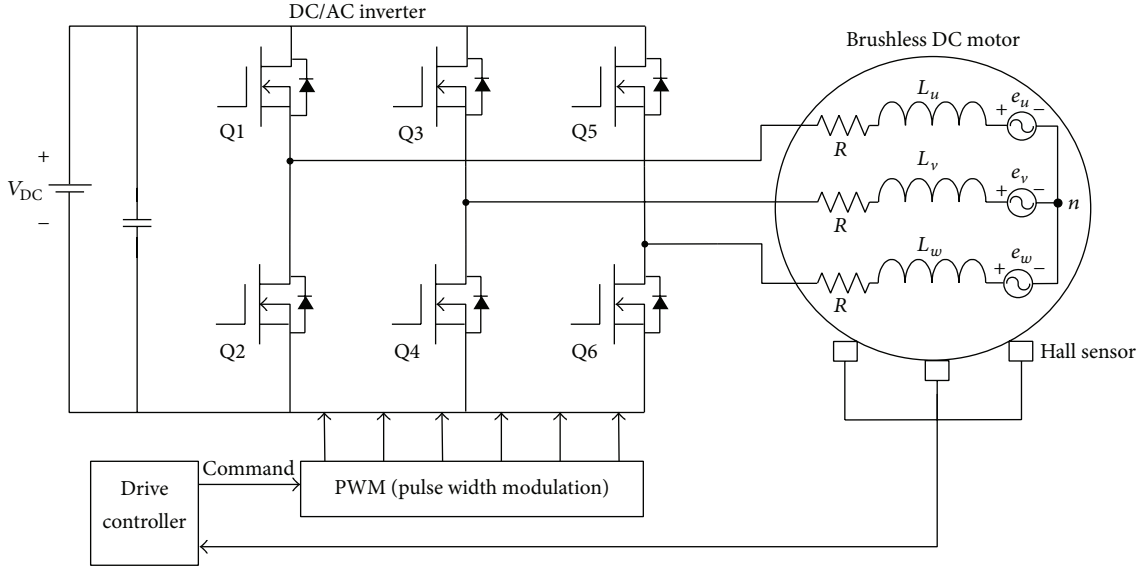 DC/AC inverter
Brushless DC motor
Q1
Q3
Q5
R
L_u
+ e_u −
+
V_DC
−
R
L_v
+ e_v −
n
R
L_w
+ e_w −
Q2
Q4
Q6
Hall sensor
Command
Drive
controller
PWM (pulse width modulation)